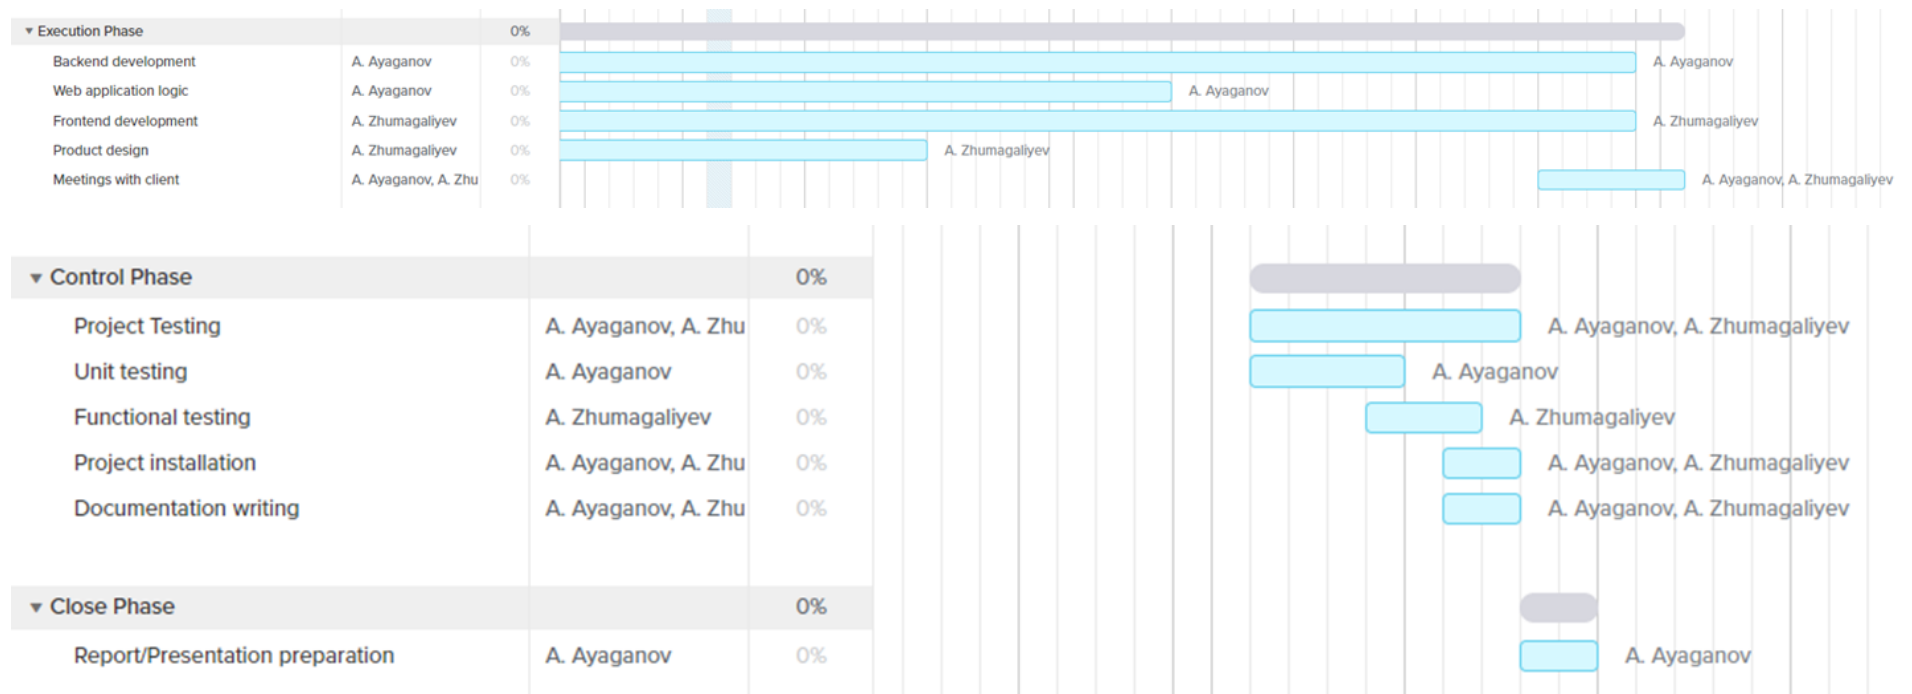 Execution Phase 0%
Backend development A. Ayaganov 0% A. Ayaganov
Web application logic A. Ayaganov 0% A. Ayaganov
Frontend development A. Zhumagaliyev 0% A. Zhumagaliyev
Product design A. Zhumagaliyev 0% A. Zhumagaliyev
Meetings with client A. Ayaganov, A. Zhu 0% A. Ayaganov, A. Zhumagaliyev
Control Phase 0%
Project Testing A. Ayaganov, A. Zhu 0% A. Ayaganov, A. Zhumagaliyev
Unit testing A. Ayaganov 0% A. Ayaganov
Functional testing A. Zhumagaliyev 0% A. Zhumagaliyev
Project installation A. Ayaganov, A. Zhu 0% A. Ayaganov, A. Zhumagaliyev
Documentation writing A. Ayaganov, A. Zhu 0% A. Ayaganov, A. Zhumagaliyev
Close Phase 0%
Report/Presentation preparation A. Ayaganov 0% A. Ayaganov